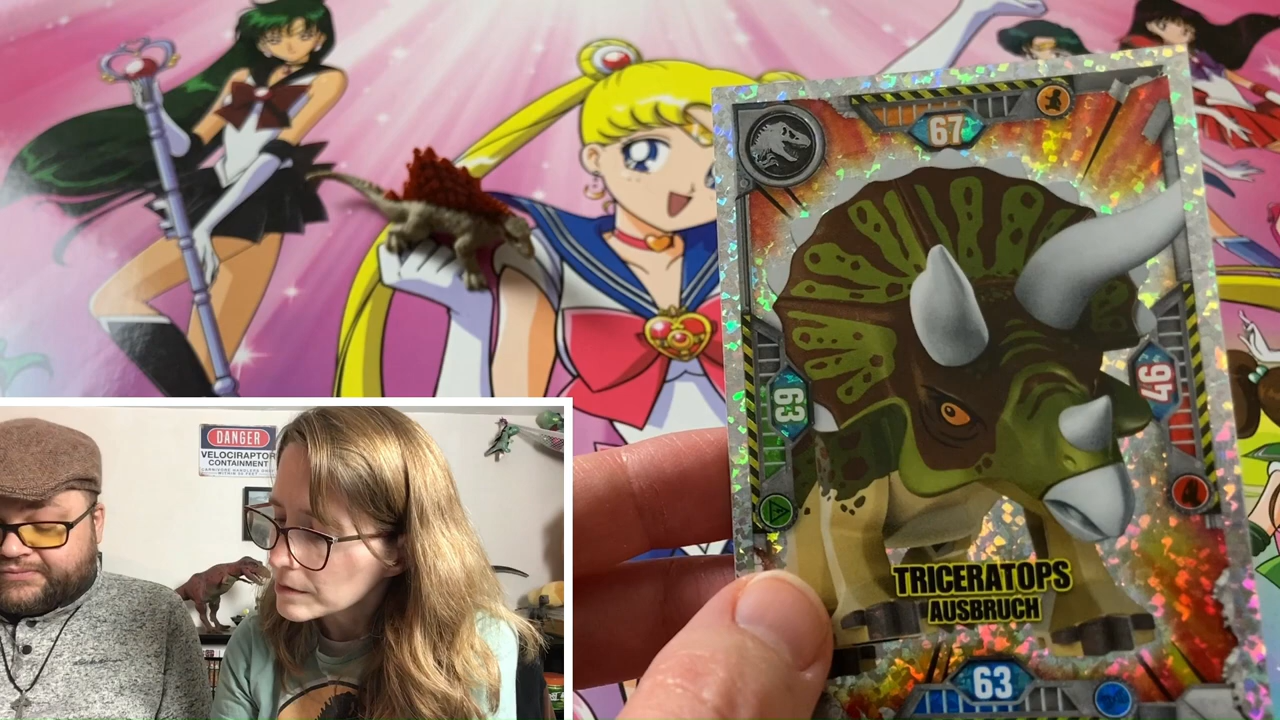 67
63
46
TRICERATOPS
AUSBRUCH
63
DANGER
VELOCIRAPTOR
CONTAINMENT